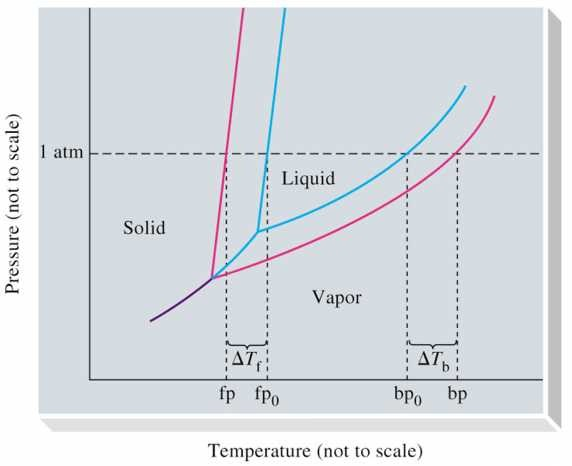 Pressure (not to scale)
1 atm
Liquid
Solid
Vapor
ΔTf
ΔTb
fp
fp0
bp0
bp
Temperature (not to scale)